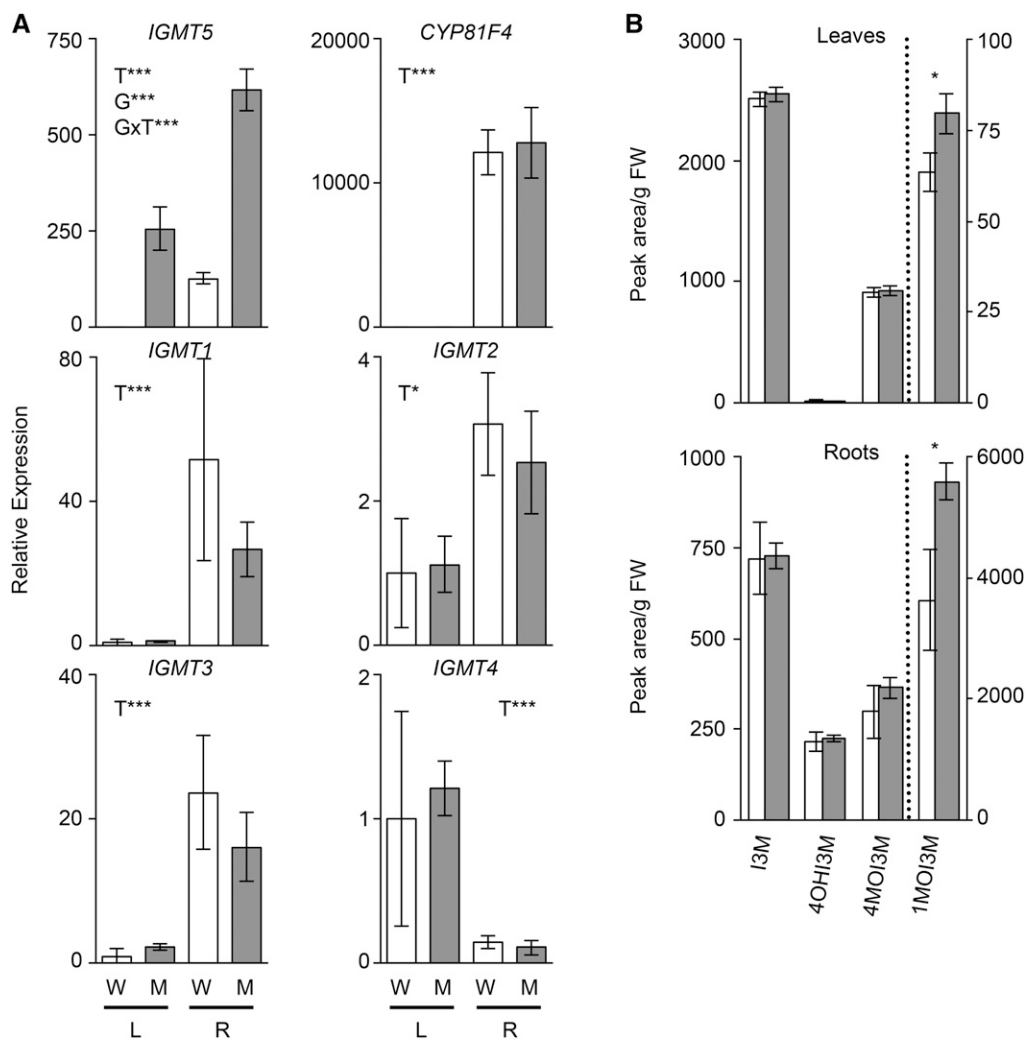 A
IGMT5
750
500
250
0
T***
G***
GxT***
CYP81F4
20000
10000
0
T***
Relative Expression
IGMT1
80
40
0
T***
IGMT2
4
2
0
T*
IGMT3
40
20
0
T***
IGMT4
2
1
0
T***
W M W M
L R
W M W M
L R
B
Leaves
Peak area/g FW
3000
2000
1000
0
*
100
75
50
25
0
Roots
Peak area/g FW
1000
750
500
250
0
*
6000
4000
2000
0
I3M
4OHI3M
4MOI3M
1MOI3M